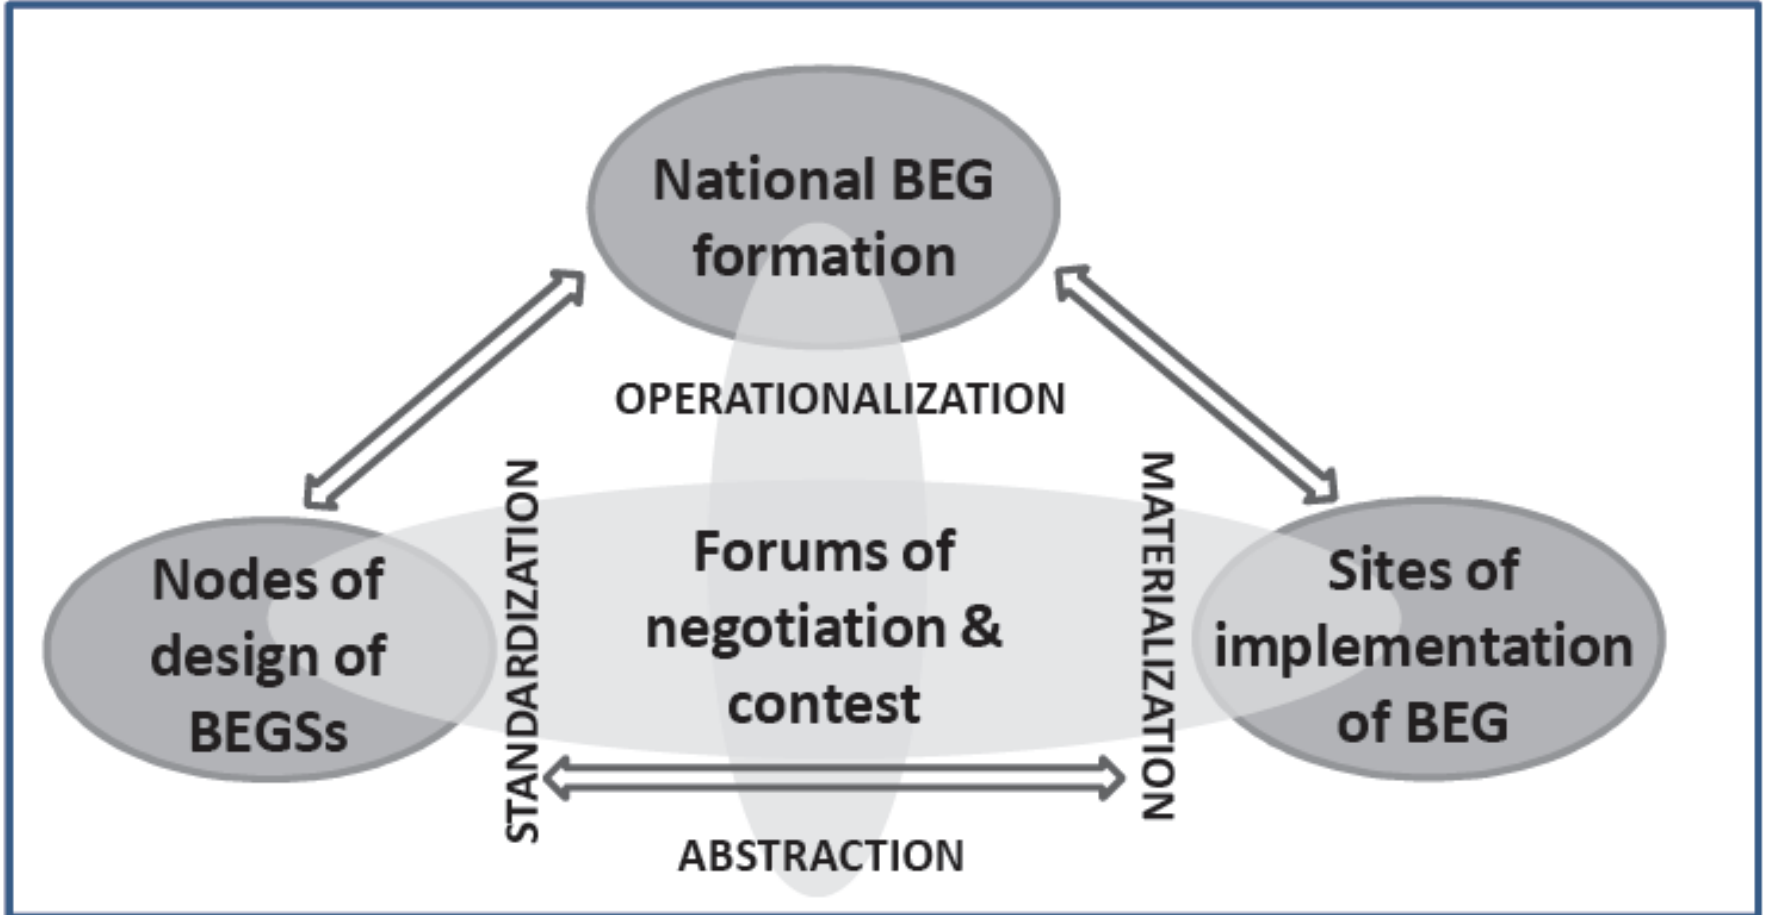 National BEG
formation
OPERATIONALIZATION
STANDARDIZATION
MATERIALIZATION
Nodes of
design of
BEGSs
Forums of
negotiation &
contest
Sites of
implementation
of BEG
ABSTRACTION